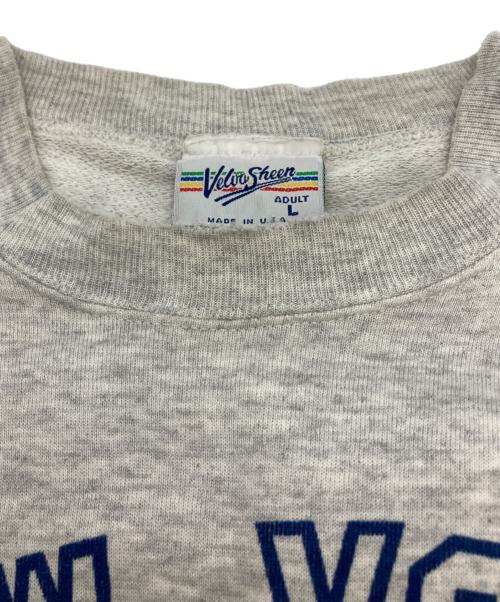 Velva Sheen
ADULT
L
MADE IN U.S.A
W Y